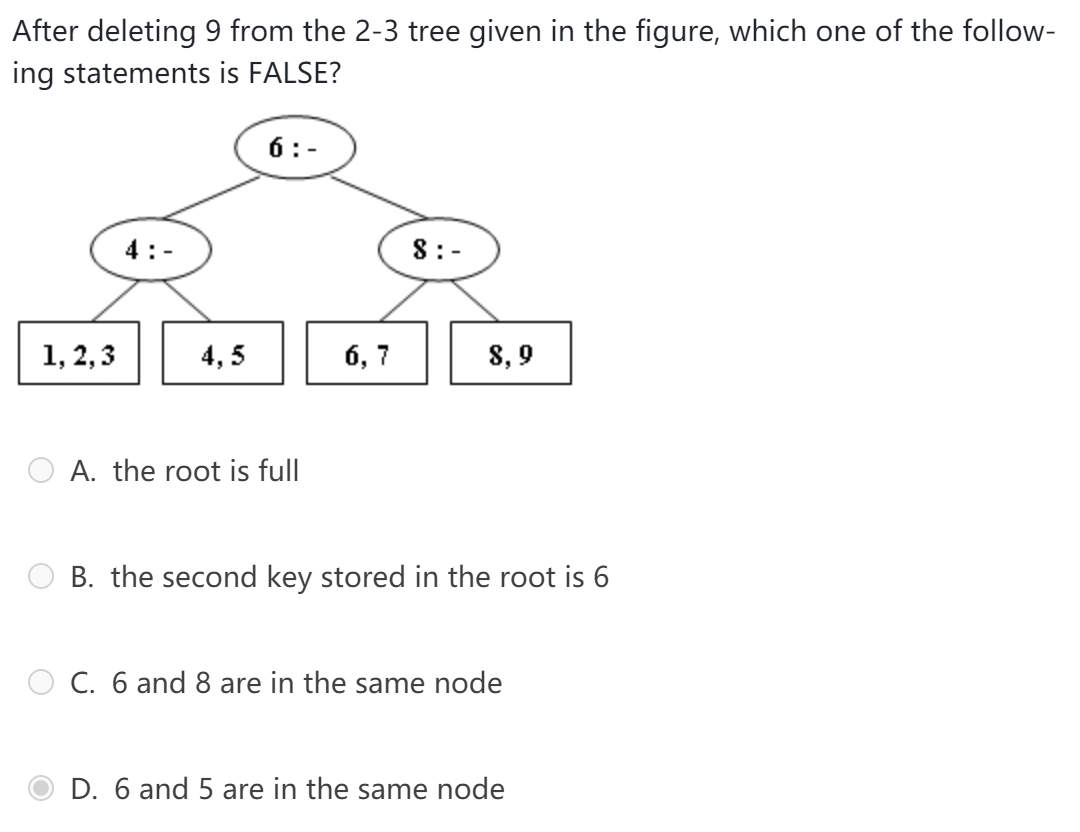 After deleting 9 from the 2-3 tree given in the figure, which one of the follow-
ing statements is FALSE?
6 : -
4 : - 8 : -
1, 2, 3 4, 5 6, 7 8, 9
A. the root is full
B. the second key stored in the root is 6
C. 6 and 8 are in the same node
D. 6 and 5 are in the same node